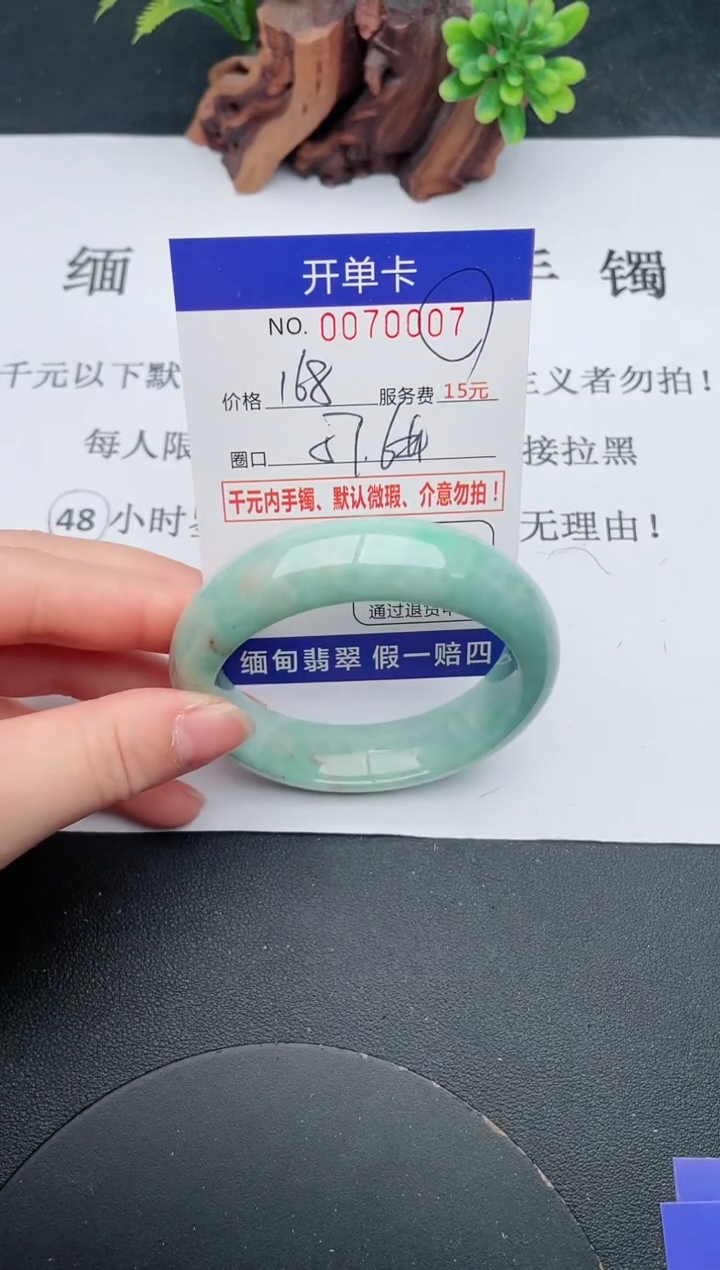 缅 手 镯
开单卡
NO. 0070007
千元以下默 主义者勿拍！
价格 168 服务费 15元
每人限 接拉黑
圈口 57.6
千元内手镯、默认微瑕、介意勿拍！
48小时 无理由！
通过退货
缅甸翡翠 假一赔四